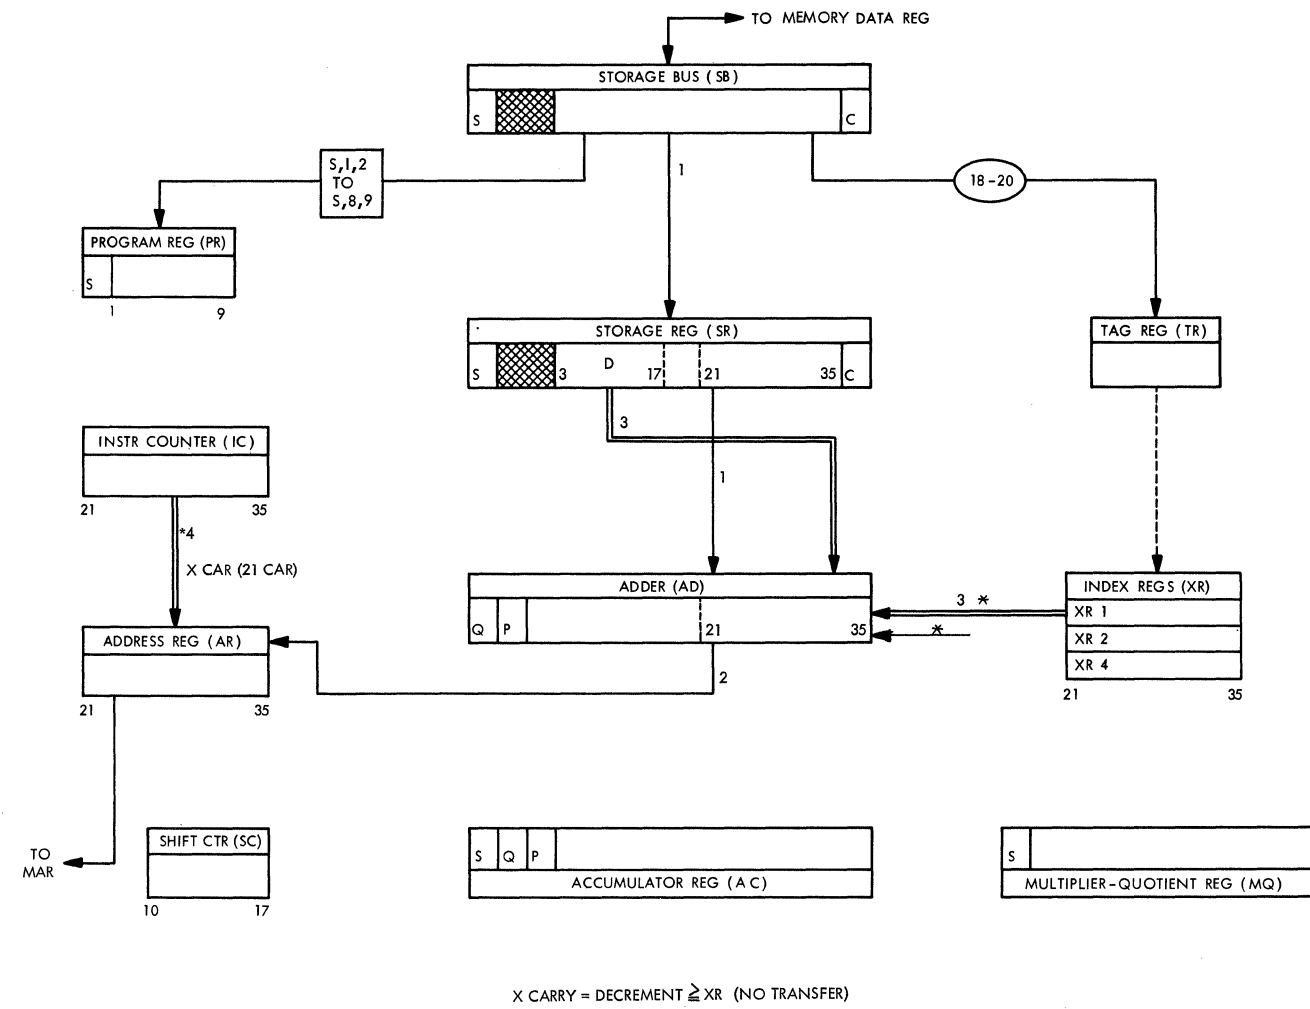 TO MEMORY DATA REG
STORAGE BUS (SB)
S
C
S,1,2
TO
S,8,9
1
18-20
PROGRAM REG (PR)
S
1 9
STORAGE REG (SR)
S 3 D 17 21 35 C
TAG REG (TR)
3
1
INSTR COUNTER (IC)
21 35
*4
X CAR (21 CAR)
ADDER (AD)
Q P 21 35
3 *
*
INDEX REGS (XR)
XR 1
XR 2
XR 4
21 35
ADDRESS REG (AR)
21 35
2
TO
MAR
SHIFT CTR (SC)
10 17
S Q P
ACCUMULATOR REG (AC)
S
MULTIPLIER-QUOTIENT REG (MQ)
X CARRY = DECREMENT ≧ XR (NO TRANSFER)